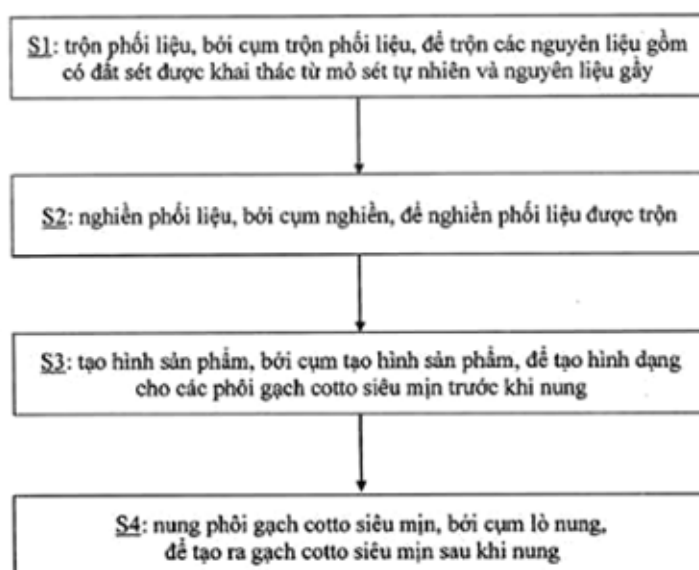 S1: trộn phối liệu, bởi cụm trộn phối liệu, để trộn các nguyên liệu gồm
có đất sét được khai thác từ mỏ sét tự nhiên và nguyên liệu gầy
S2: nghiền phối liệu, bởi cụm nghiền, để nghiền phối liệu được trộn
S3: tạo hình sản phẩm, bởi cụm tạo hình sản phẩm, để tạo hình dạng
cho các phôi gạch cotto siêu mịn trước khi nung
S4: nung phôi gạch cotto siêu mịn, bởi cụm lò nung,
để tạo ra gạch cotto siêu mịn sau khi nung